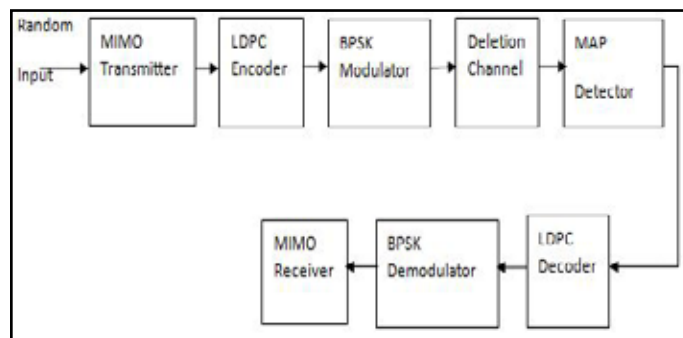 Random
Input
MIMO
Transmitter
LDPC
Encoder
BPSK
Modulator
Deletion
Channel
MAP
Detector
MIMO
Receiver
BPSK
Demodulator
LDPC
Decoder